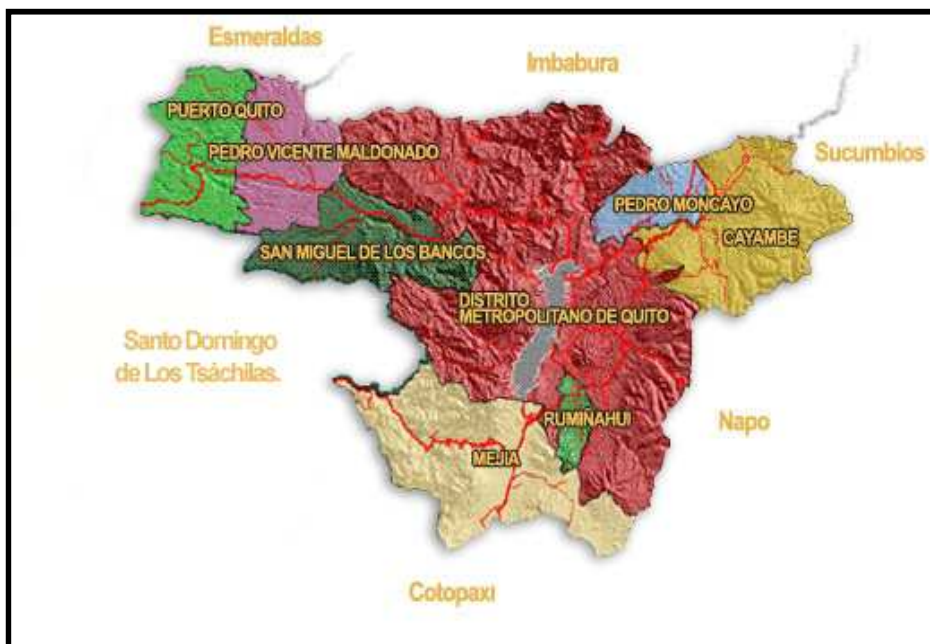 Esmeraldas
Imbabura
PUERTO QUITO
PEDRO VICENTE MALDONADO
Sucumbios
PEDRO MONCAYO
CAYAMBE
SAN MIGUEL DE LOS BANCOS
DISTRITO
METROPOLITANO DE QUITO
Santo Domingo
de Los Tsáchilas.
RUMIÑAHUI
Napo
MEJIA
Cotopaxi